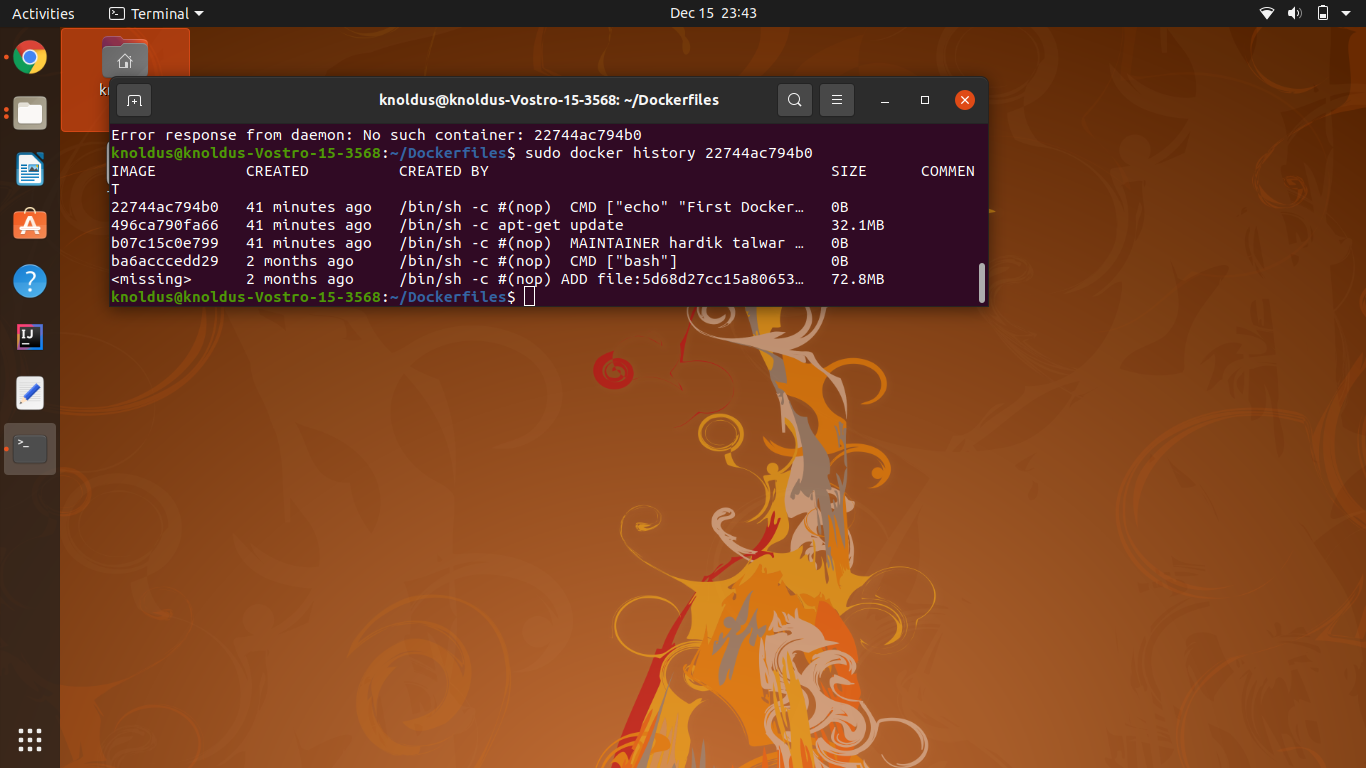 Activities Terminal Dec 15 23:43
knoldus@knoldus-Vostro-15-3568: ~/Dockerfiles
Error response from daemon: No such container: 22744ac794b0
knoldus@knoldus-Vostro-15-3568:~/Dockerfiles$ sudo docker history 22744ac794b0
IMAGE CREATED CREATED BY SIZE COMMEN
T
22744ac794b0 41 minutes ago /bin/sh -c #(nop) CMD ["echo" "First Docker… 0B
496ca790fa66 41 minutes ago /bin/sh -c apt-get update 32.1MB
b07c15c0e799 41 minutes ago /bin/sh -c #(nop) MAINTAINER hardik talwar … 0B
ba6acccedd29 2 months ago /bin/sh -c #(nop) CMD ["bash"] 0B
<missing> 2 months ago /bin/sh -c #(nop) ADD file:5d68d27cc15a80653… 72.8MB
knoldus@knoldus-Vostro-15-3568:~/Dockerfiles$
IJ